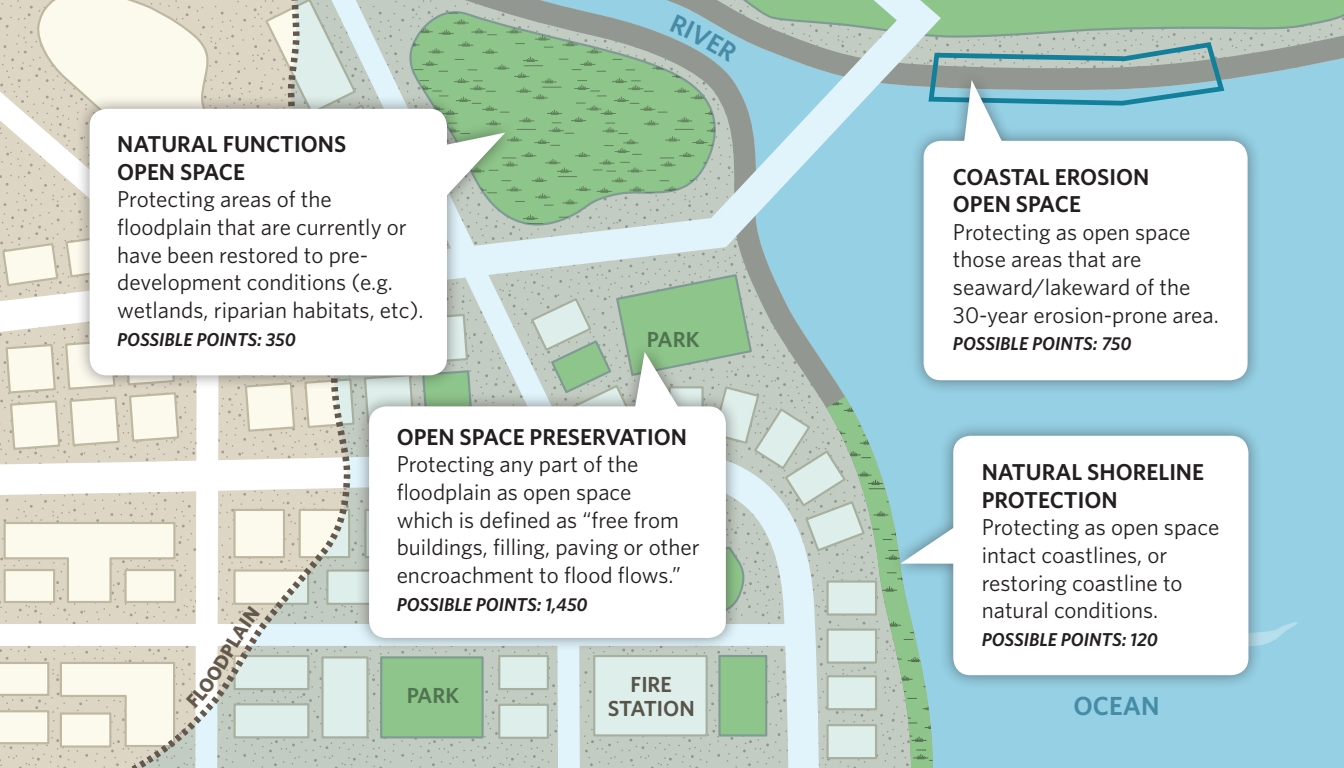 RIVER
NATURAL FUNCTIONS
OPEN SPACE
Protecting areas of the
floodplain that are currently or
have been restored to pre-
development conditions (e.g.
wetlands, riparian habitats, etc).
POSSIBLE POINTS: 350
COASTAL EROSION
OPEN SPACE
Protecting as open space
those areas that are
seaward/lakeward of the
30-year erosion-prone area.
POSSIBLE POINTS: 750
PARK
OPEN SPACE PRESERVATION
Protecting any part of the
floodplain as open space
which is defined as “free from
buildings, filling, paving or other
encroachment to flood flows.”
POSSIBLE POINTS: 1,450
NATURAL SHORELINE
PROTECTION
Protecting as open space
intact coastlines, or
restoring coastline to
natural conditions.
POSSIBLE POINTS: 120
FLOODPLAIN
PARK
FIRE
STATION
OCEAN